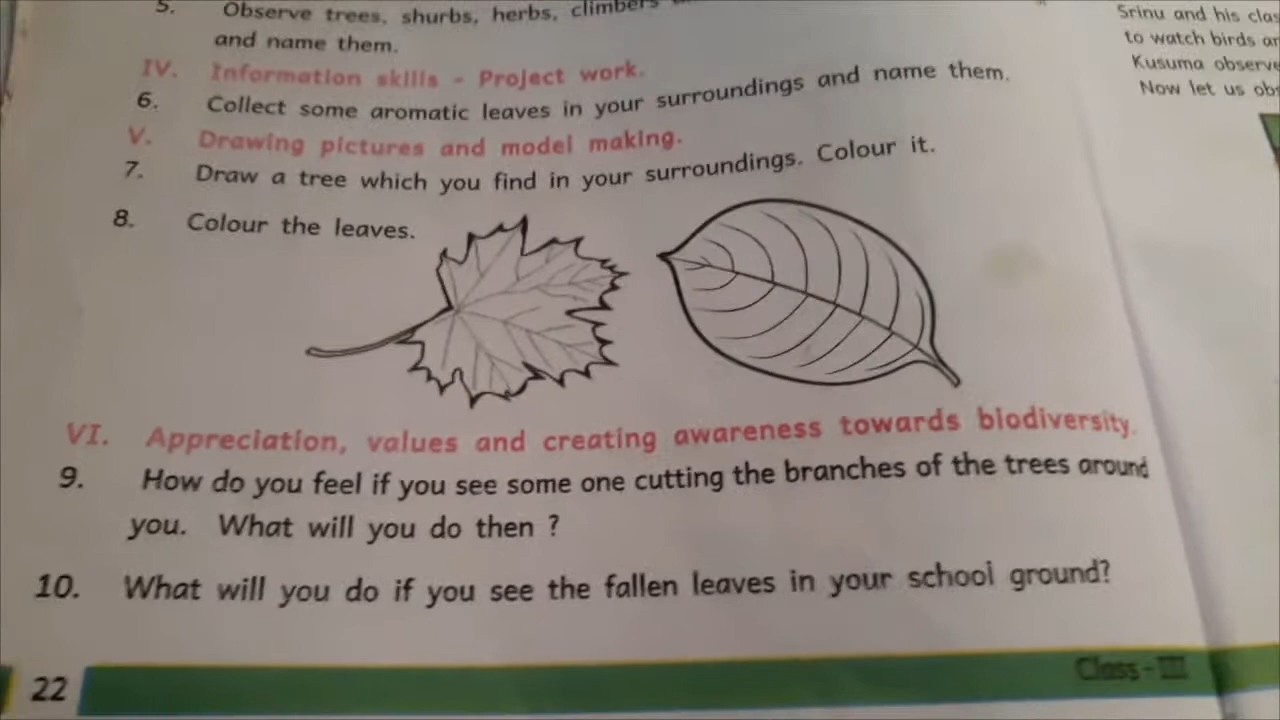 5. Observe trees, shurbs, herbs, climbers
and name them.
IV. Information skills - Project work.
6. Collect some aromatic leaves in your surroundings and name them.
V. Drawing pictures and model making.
7. Draw a tree which you find in your surroundings. Colour it.
8. Colour the leaves.
VI. Appreciation, values and creating awareness towards biodiversity.
9. How do you feel if you see some one cutting the branches of the trees around
you. What will you do then ?
10. What will you do if you see the fallen leaves in your school ground?
22
Class - III
Srinu and his
to watch birds
Kusuma
Now let us